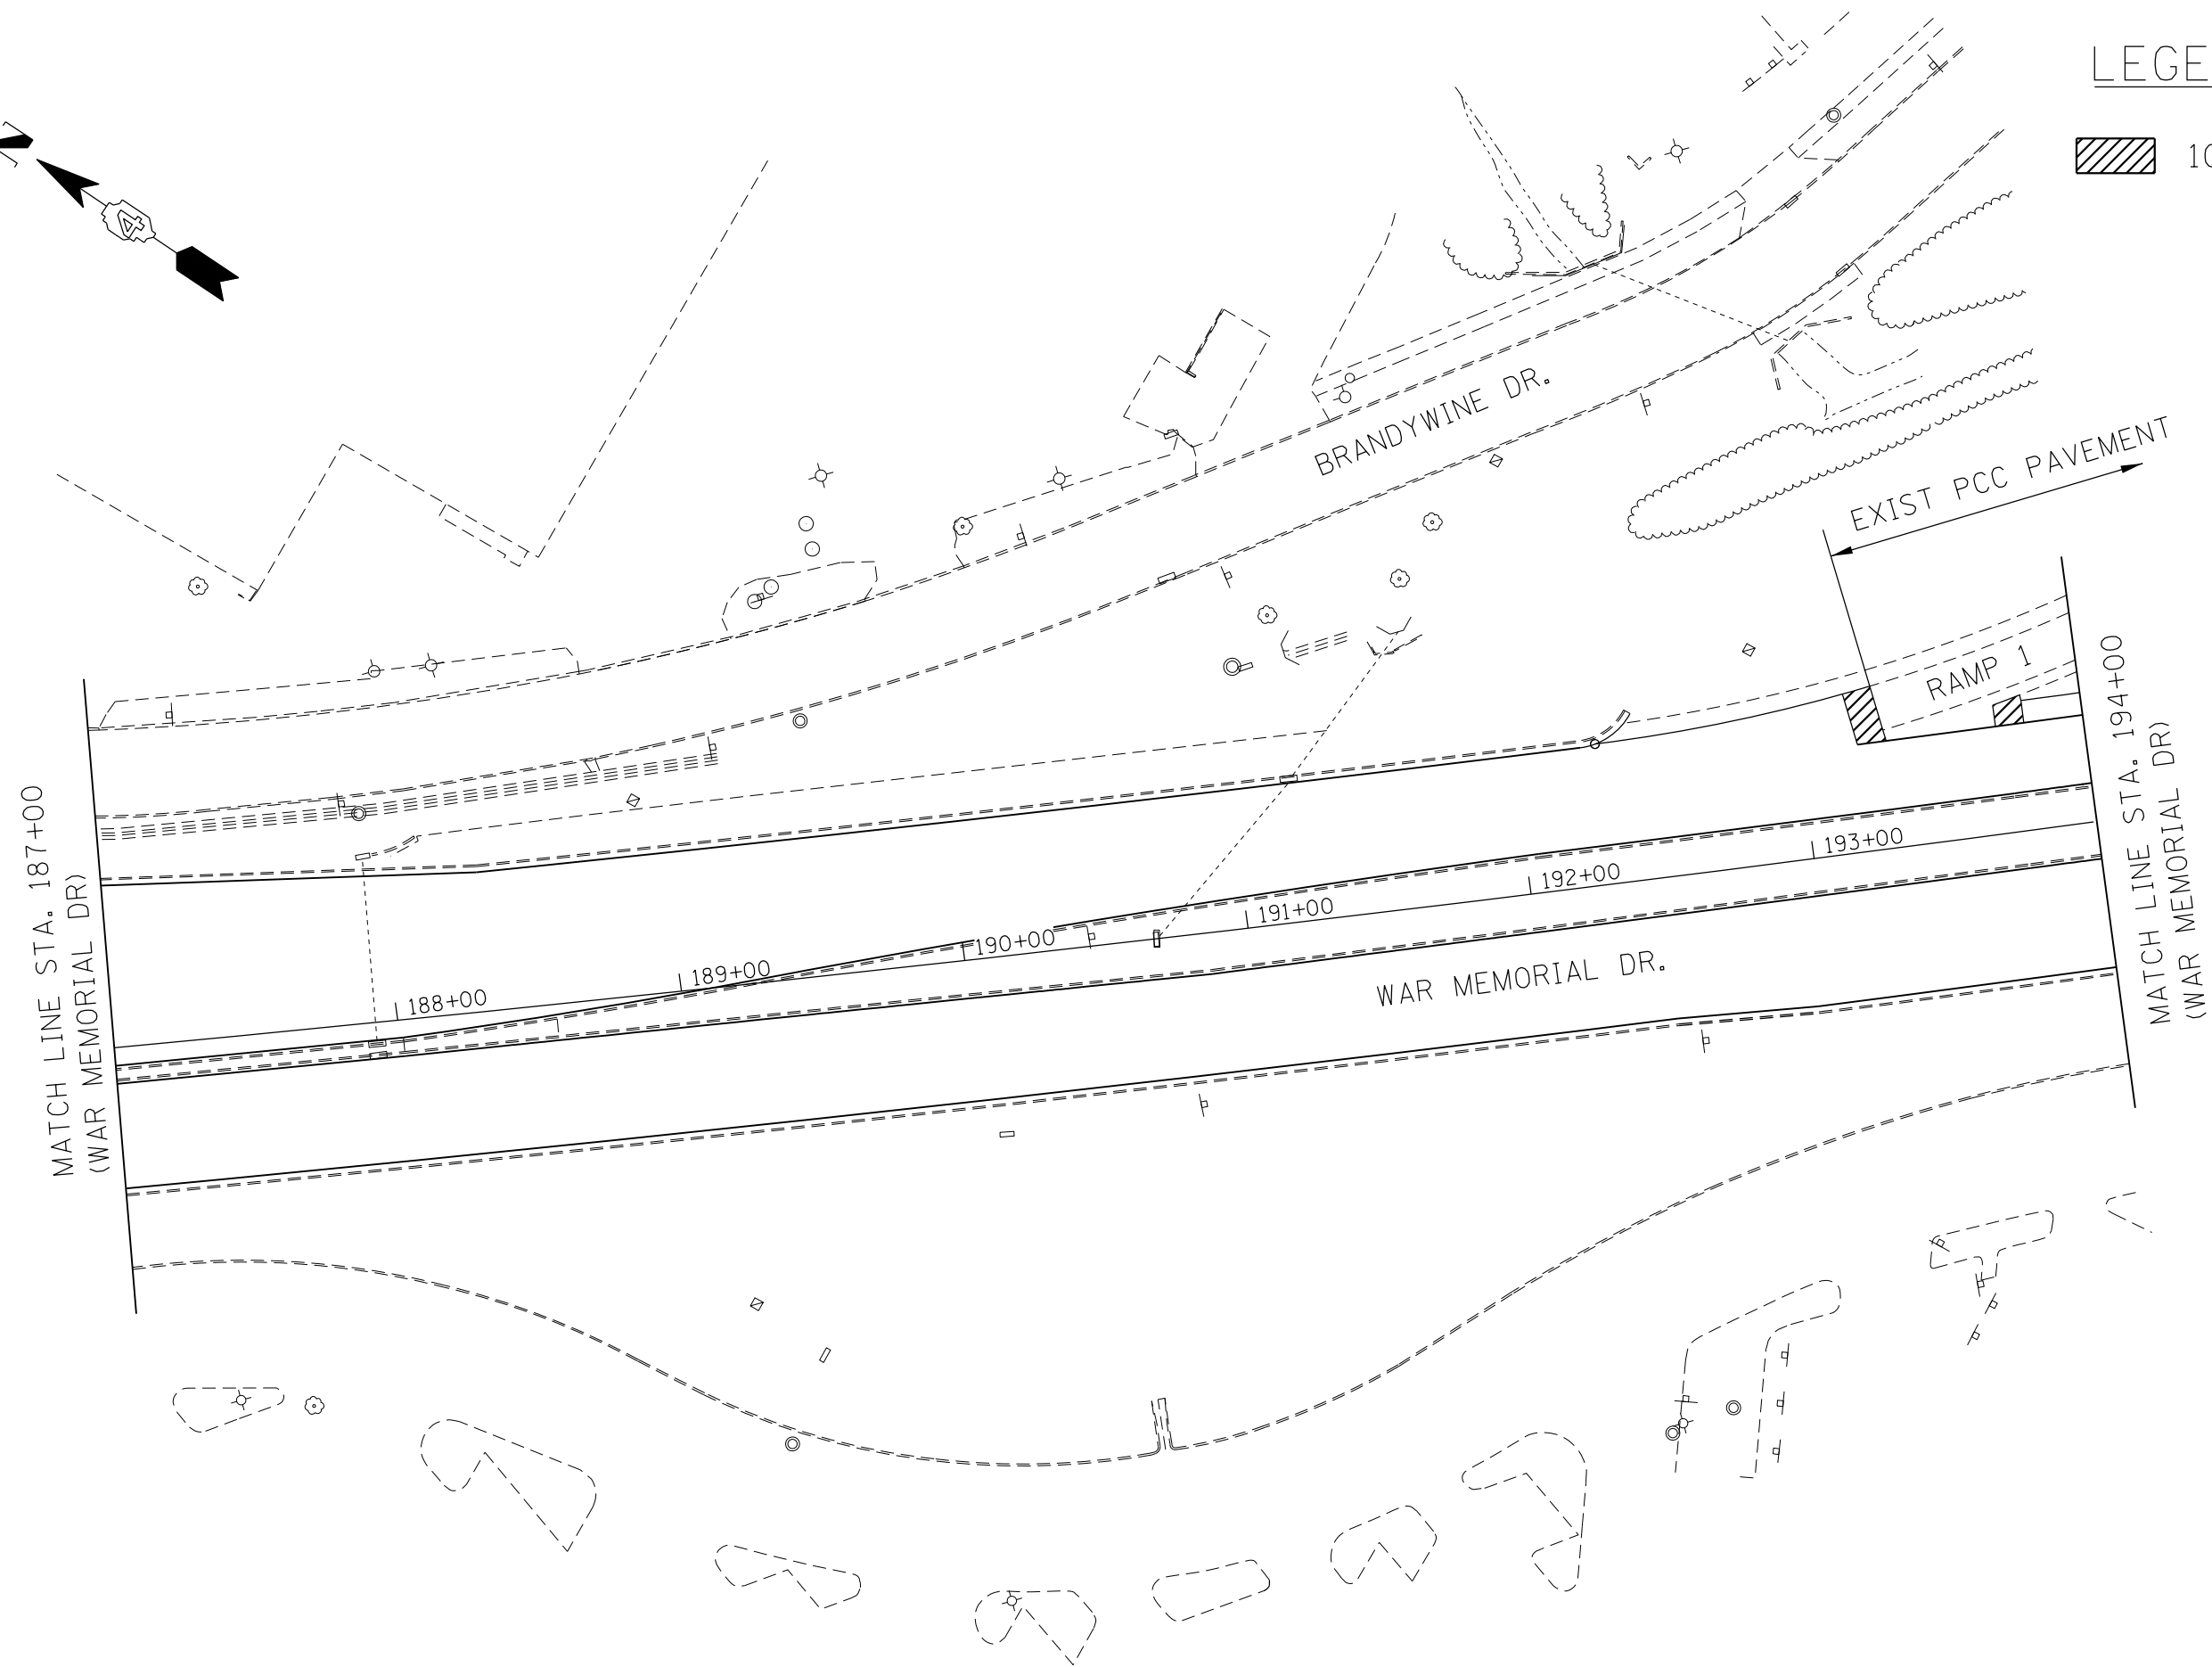 BRANDYWINE DR.
EXIST PCC PAVEMENT
RAMP 1
MATCH LINE STA. 187+00
(WAR MEMORIAL DR)
188+00
189+00
190+00
191+00
192+00
193+00
WAR MEMORIAL DR.
MATCH LINE STA. 194+00
(WAR MEMORIAL DR)